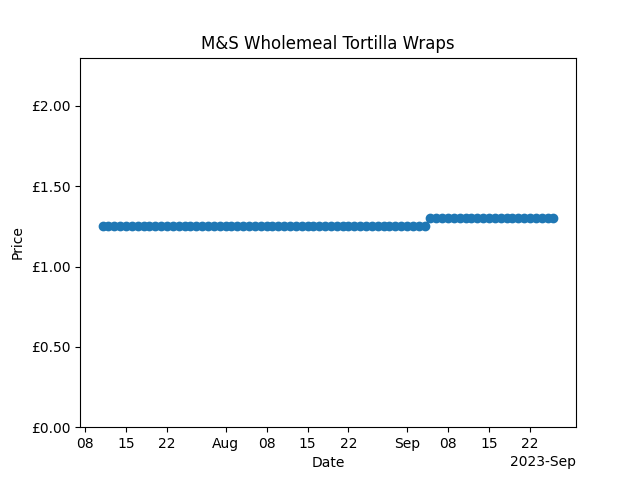 M&S Wholemeal Tortilla Wraps
£2.00
£1.50
£1.00
£0.50
£0.00
Price
08 15 22 Aug 08 15 22 Sep 08 15 22
Date
2023-Sep